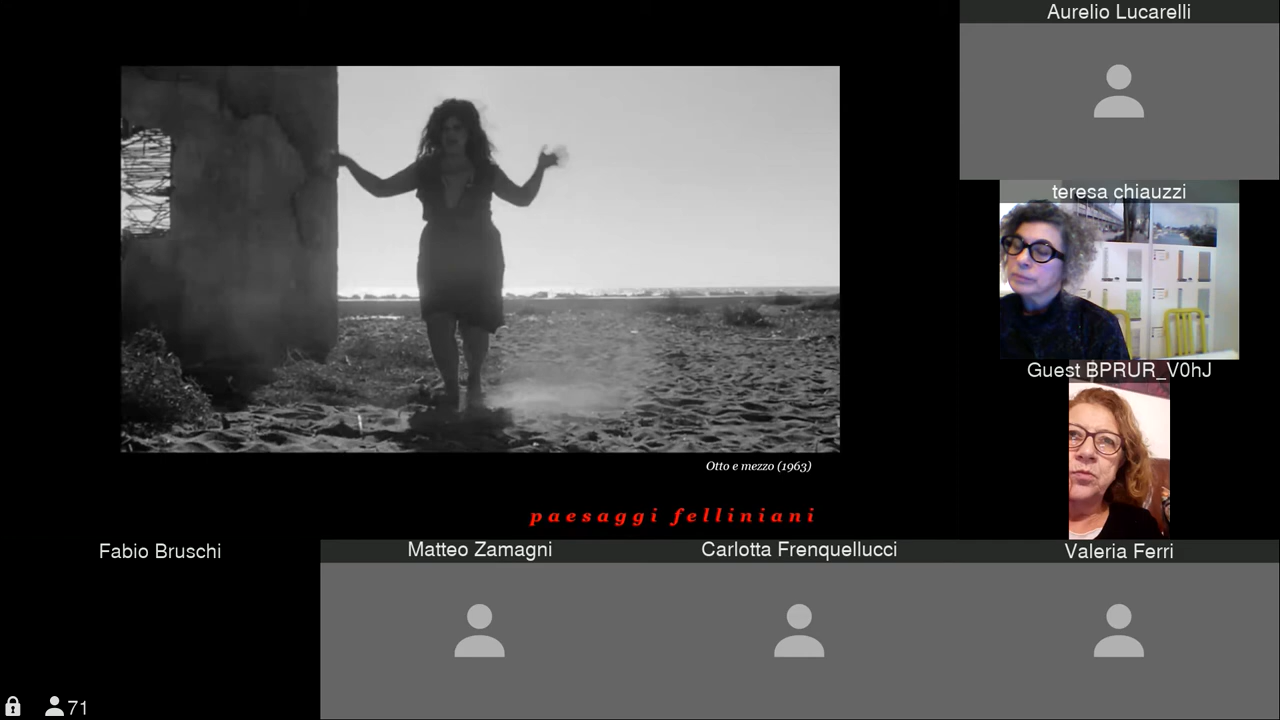 Aurelio Lucarelli
teresa chiauzzi
Guest BPRUR_V0hJ
Otto e mezzo (1963)
paesaggi felliniani
Fabio Bruschi
Matteo Zamagni
Carlotta Frenquellucci
Valeria Ferri
71